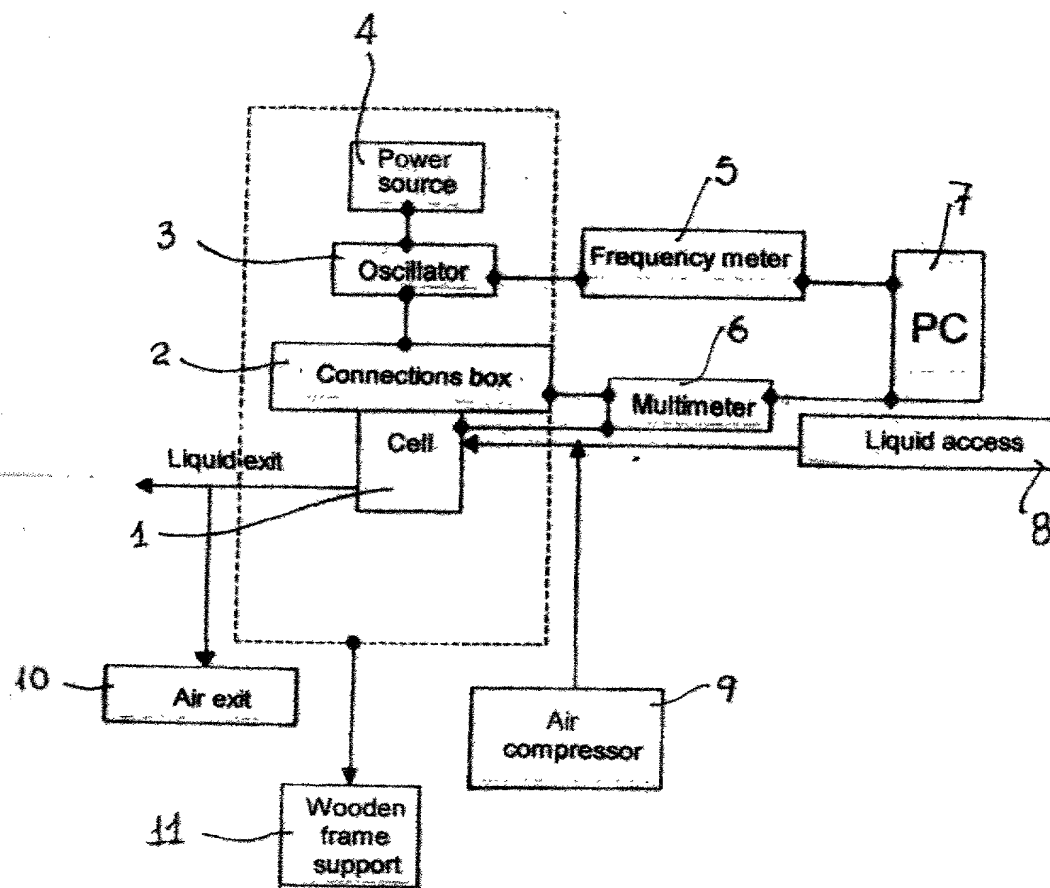 4
Power
source
5
7
3
Oscillator
Frequency meter
PC
2
Connections box
6
Multimeter
Cell
Liquid access
Liquid exit
1
8
10
Air exit
9
Air
compressor
11
Wooden
frame
support